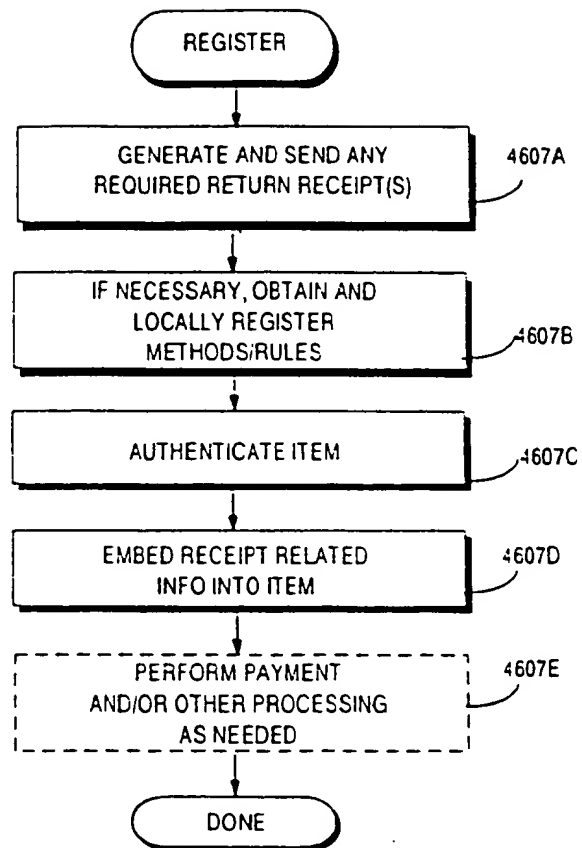 REGISTER
GENERATE AND SEND ANY
REQUIRED RETURN RECEIPT(S)
4607A
IF NECESSARY, OBTAIN AND
LOCALLY REGISTER
METHODS/RULES
4607B
AUTHENTICATE ITEM
4607C
EMBED RECEIPT RELATED
INFO INTO ITEM
4607D
PERFORM PAYMENT
AND/OR OTHER PROCESSING
AS NEEDED
4607E
DONE